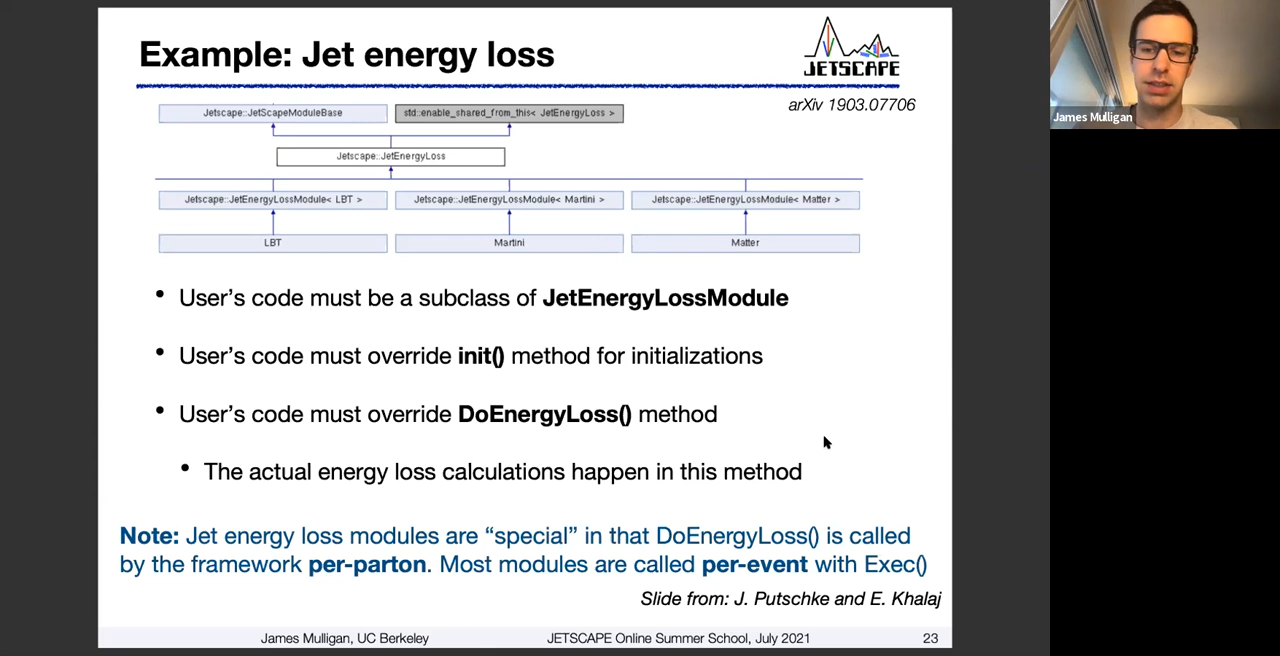 Example: Jet energy loss
JETSCAPE
arXiv 1903.07706
Jetscape::JetScapeModuleBase
std::enable_shared_from_this< JetEnergyLoss >
Jetscape::JetEnergyLoss
Jetscape::JetEnergyLossModule< LBT >
Jetscape::JetEnergyLossModule< Martini >
Jetscape::JetEnergyLossModule< Matter >
LBT
Martini
Matter
• User's code must be a subclass of JetEnergyLossModule
• User's code must override init() method for initializations
• User's code must override DoEnergyLoss() method
• The actual energy loss calculations happen in this method
Note: Jet energy loss modules are “special” in that DoEnergyLoss() is called
by the framework per-parton. Most modules are called per-event with Exec()
Slide from: J. Putschke and E. Khalaj
James Mulligan, UC Berkeley
JETSCAPE Online Summer School, July 2021
23
James Mulligan